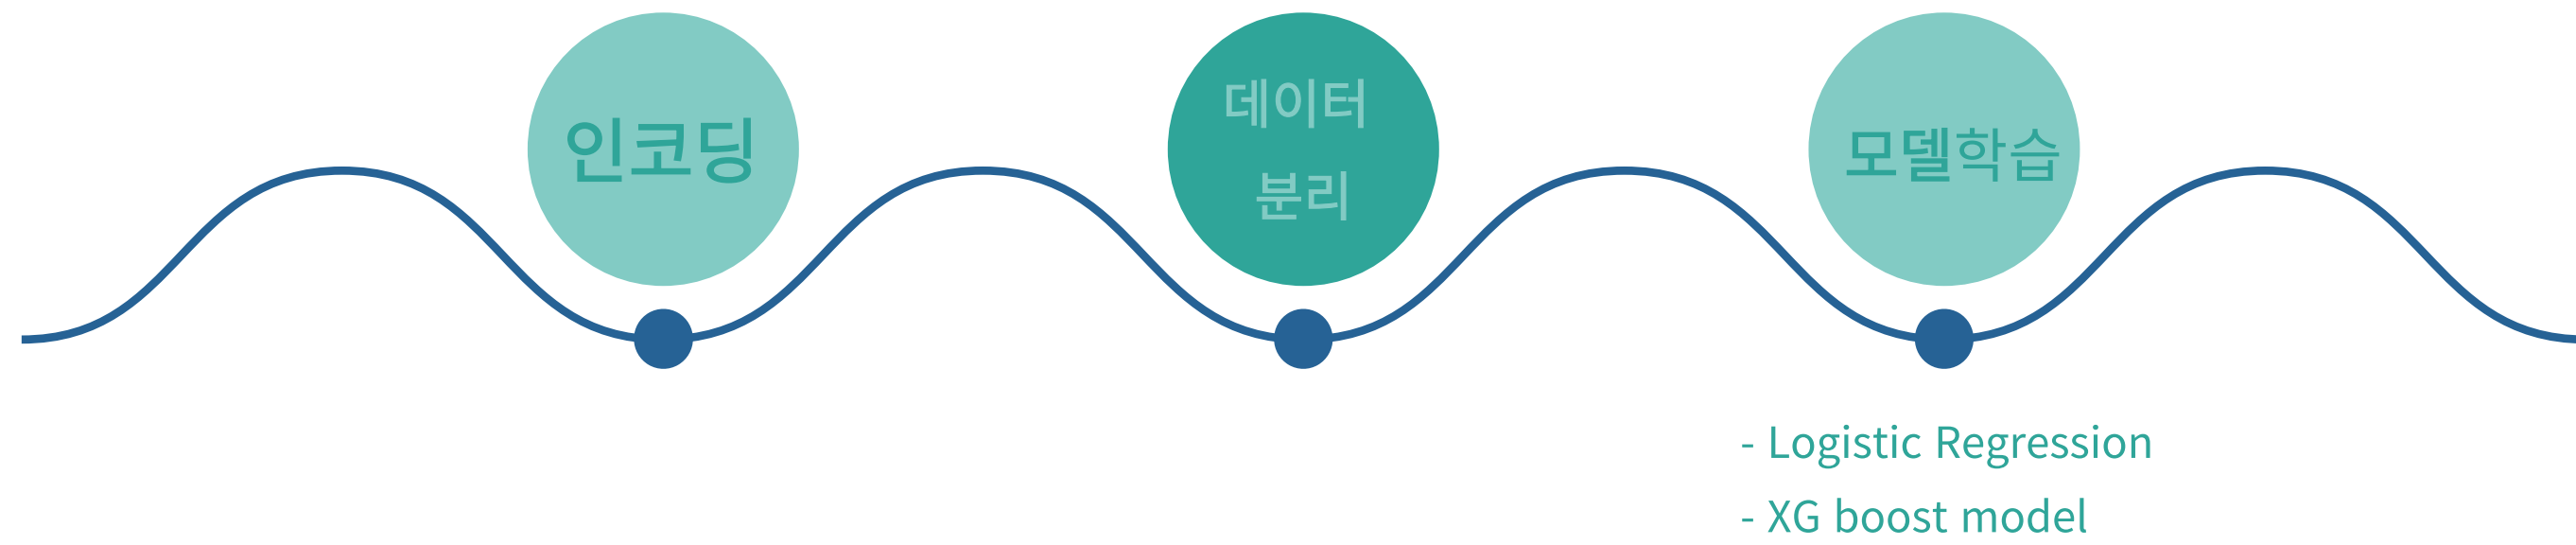 인코딩
데이터
분리
모델학습
- Logistic Regression
- XG boost model